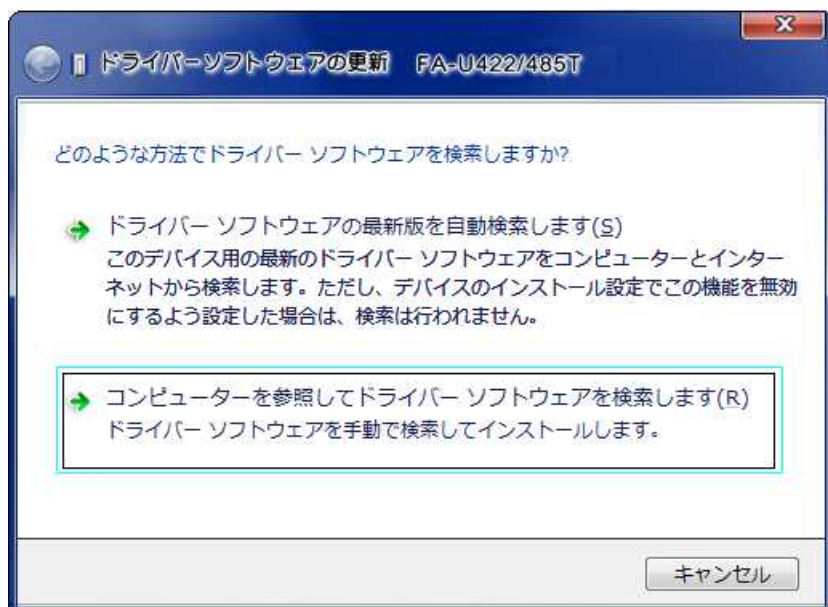 ドライバーソフトウェアの更新 FA-U422/485T
どのような方法でドライバー ソフトウェアを検索しますか?
ドライバー ソフトウェアの最新版を自動検索します(S)
このデバイス用の最新のドライバー ソフトウェアをコンピューターとインター
ネットから検索します。ただし、デバイスのインストール設定でこの機能を無効
にするよう設定した場合は、検索は行われません。
コンピューターを参照してドライバー ソフトウェアを検索します(R)
ドライバー ソフトウェアを手動で検索してインストールします。
キャンセル